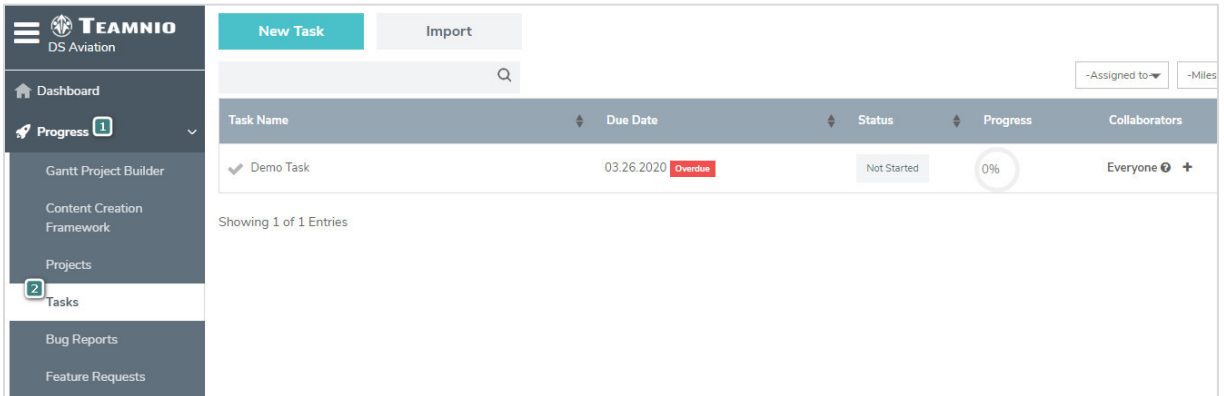 TEAMNIO
DS Aviation
Dashboard
Progress 1
Gantt Project Builder
Content Creation
Framework
Projects
2
Tasks
Bug Reports
Feature Requests
New Task Import
-Assigned to- -Miles
Task Name Due Date Status Progress Collaborators
Demo Task 03.26.2020 Overdue Not Started 0% Everyone ? +
Showing 1 of 1 Entries